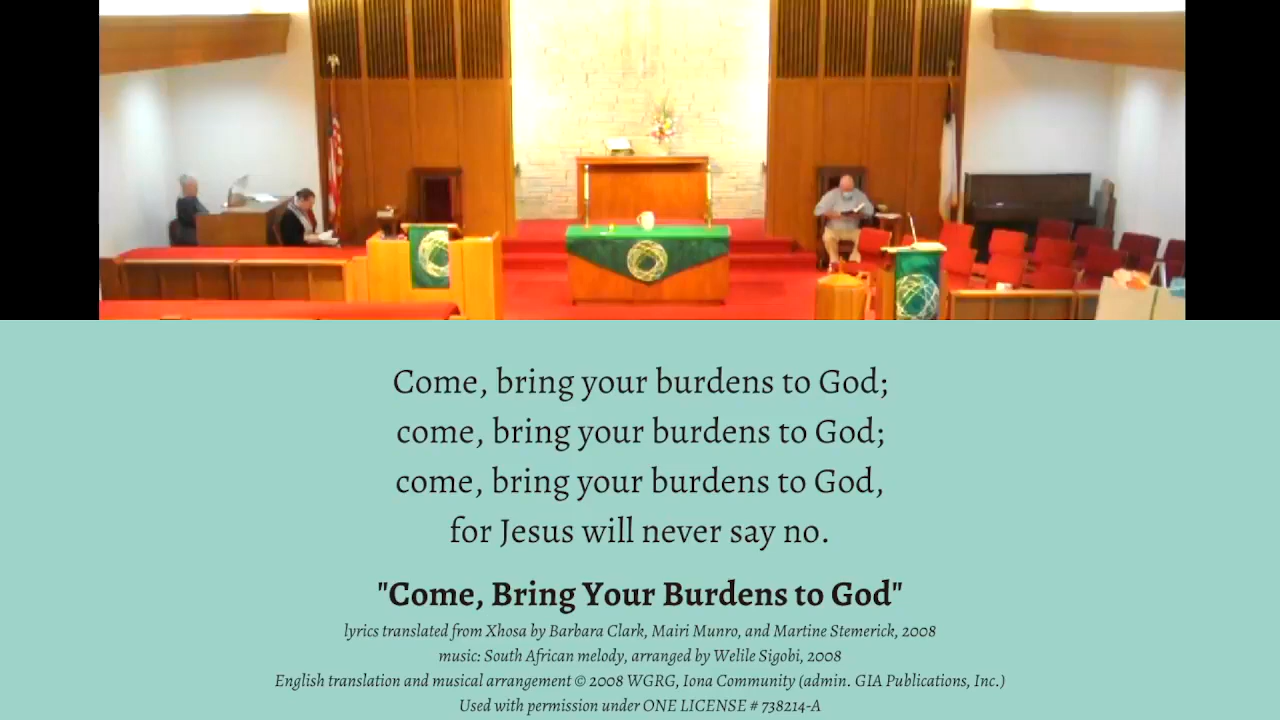 Come, bring your burdens to God;
come, bring your burdens to God;
come, bring your burdens to God,
for Jesus will never say no.
"Come, Bring Your Burdens to God"
lyrics translated from Xhosa by Barbara Clark, Mairi Munro, and Martine Stemerick, 2008
music: South African melody, arranged by Welile Sigobi, 2008
English translation and musical arrangement © 2008 WGRG, Iona Community (admin. GIA Publications, Inc.)
Used with permission under ONE LICENSE # 738214-A